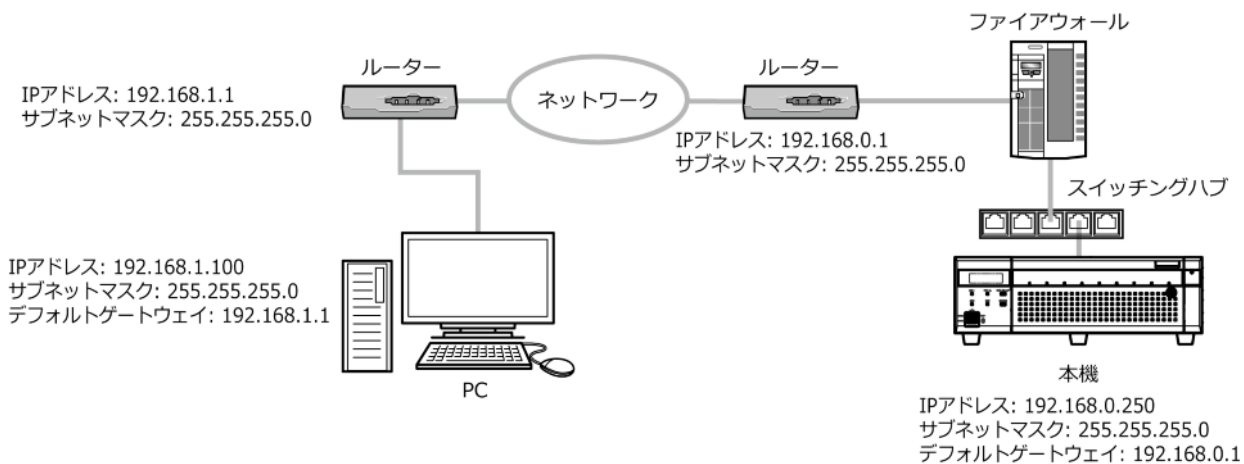 ファイアウォール
ルーター
ルーター
IPアドレス: 192.168.1.1
サブネットマスク: 255.255.255.0
ネットワーク
IPアドレス: 192.168.0.1
サブネットマスク: 255.255.255.0
スイッチングハブ
IPアドレス: 192.168.1.100
サブネットマスク: 255.255.255.0
デフォルトゲートウェイ: 192.168.1.1
PC
本機
IPアドレス: 192.168.0.250
サブネットマスク: 255.255.255.0
デフォルトゲートウェイ: 192.168.0.1